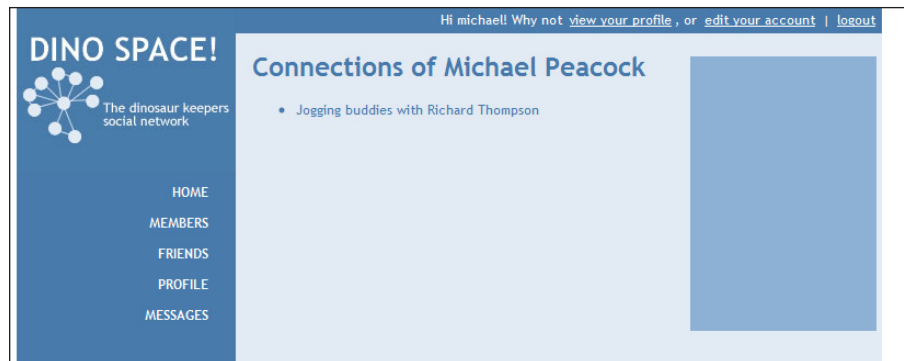 Hi michael! Why not view your profile , or edit your account | logout
DINO SPACE!
The dinosaur keepers
social network
HOME
MEMBERS
FRIENDS
PROFILE
MESSAGES
Connections of Michael Peacock
• Jogging buddies with Richard Thompson